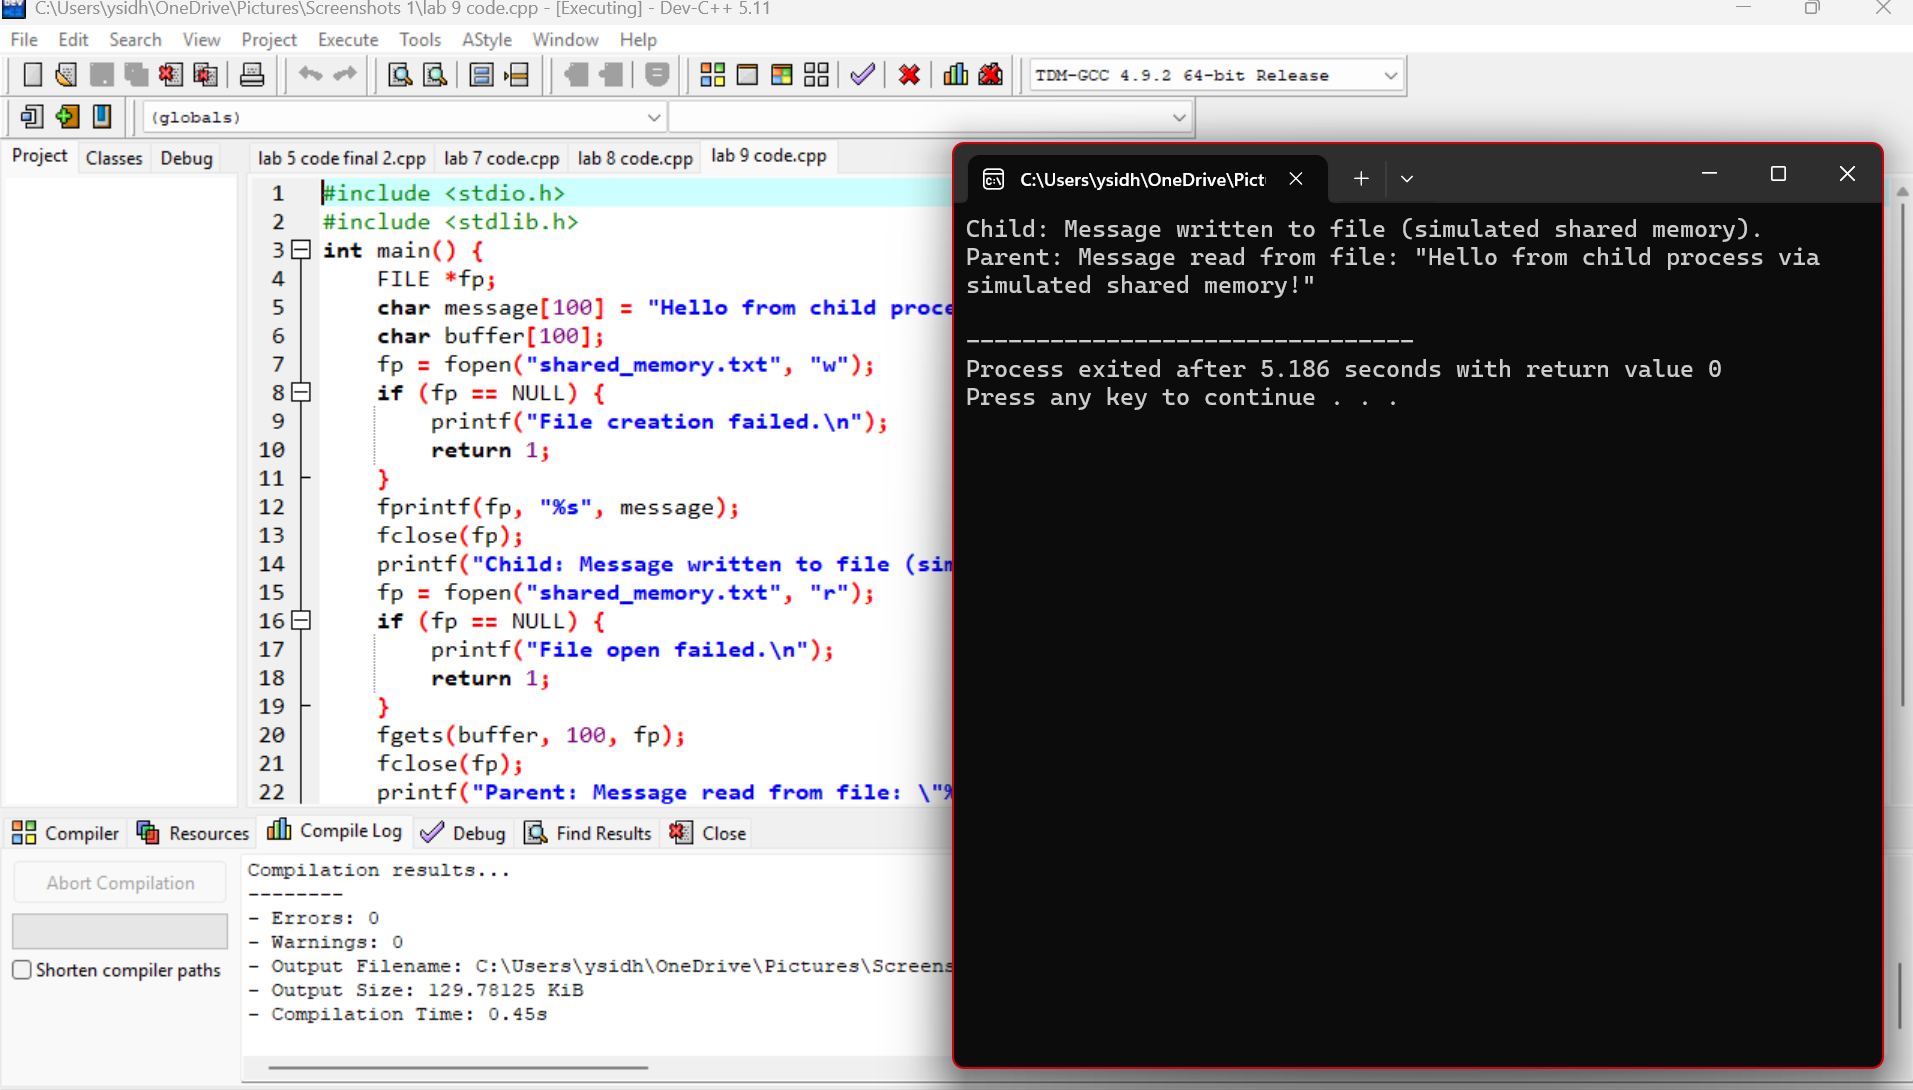 C:\Users\ysidh\OneDrive\Pictures\Screenshots 1\lab 9 code.cpp - [Executing] - Dev-C++ 5.11
File Edit Search View Project Execute Tools AStyle Window Help
TDM-GCC 4.9.2 64-bit Release
(globals)
Project Classes Debug
lab 5 code final 2.cpp lab 7 code.cpp lab 8 code.cpp lab 9 code.cpp
1 #include <stdio.h>
2 #include <stdlib.h>
3 int main() {
4 FILE *fp;
5 char message[100] = "Hello from child proce
6 char buffer[100];
7 fp = fopen("shared_memory.txt", "w");
8 if (fp == NULL) {
9 printf("File creation failed.\n");
10 return 1;
11 }
12 fprintf(fp, "%s", message);
13 fclose(fp);
14 printf("Child: Message written to file (sim
15 fp = fopen("shared_memory.txt", "r");
16 if (fp == NULL) {
17 printf("File open failed.\n");
18 return 1;
19 }
20 fgets(buffer, 100, fp);
21 fclose(fp);
22 printf("Parent: Message read from file: \"%
C:\Users\ysidh\OneDrive\Pict
Child: Message written to file (simulated shared memory).
Parent: Message read from file: "Hello from child process via
simulated shared memory!"
--------------------------------
Process exited after 5.186 seconds with return value 0
Press any key to continue . . .
Compiler Resources Compile Log Debug Find Results Close
Abort Compilation
Shorten compiler paths
Compilation results...
--------
- Errors: 0
- Warnings: 0
- Output Filename: C:\Users\ysidh\OneDrive\Pictures\Screens
- Output Size: 129.78125 KiB
- Compilation Time: 0.45s